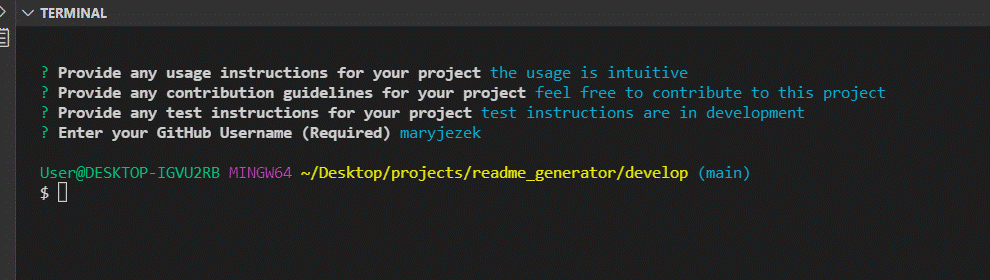 TERMINAL
? Provide any usage instructions for your project the usage is intuitive
? Provide any contribution guidelines for your project feel free to contribute to this project
? Provide any test instructions for your project test instructions are in development
? Enter your GitHub Username (Required) maryjezek
User@DESKTOP-IGVU2RB MINGW64 ~/Desktop/projects/readme_generator/develop (main)
$